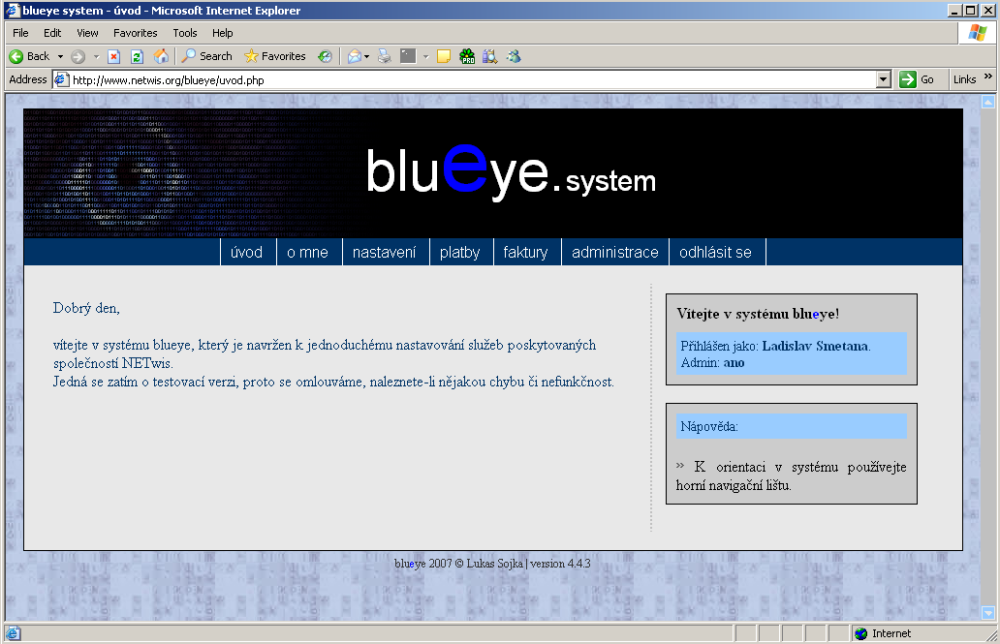 blueye system - úvod - Microsoft Internet Explorer
File Edit View Favorites Tools Help
Back Search Favorites PRO
Address http://www.netwis.org/blueye/uvod.php Go Links »
blueye.system
úvod o mne nastavení platby faktury administrace odhlásit se
Dobrý den,
vítejte v systému blueye, který je navržen k jednoduchému nastavování služeb poskytovaných
společností NETwis.
Jedná se zatím o testovací verzi, proto se omlouváme, naleznete-li nějakou chybu či nefunkčnost.
Vítejte v systému blueye!
Přihlášen jako: Ladislav Smetana.
Admin: ano
Nápověda:
» K orientaci v systému používejte
horní navigační lištu.
blueye 2007 © Lukas Sojka | version 4.4.3
Internet